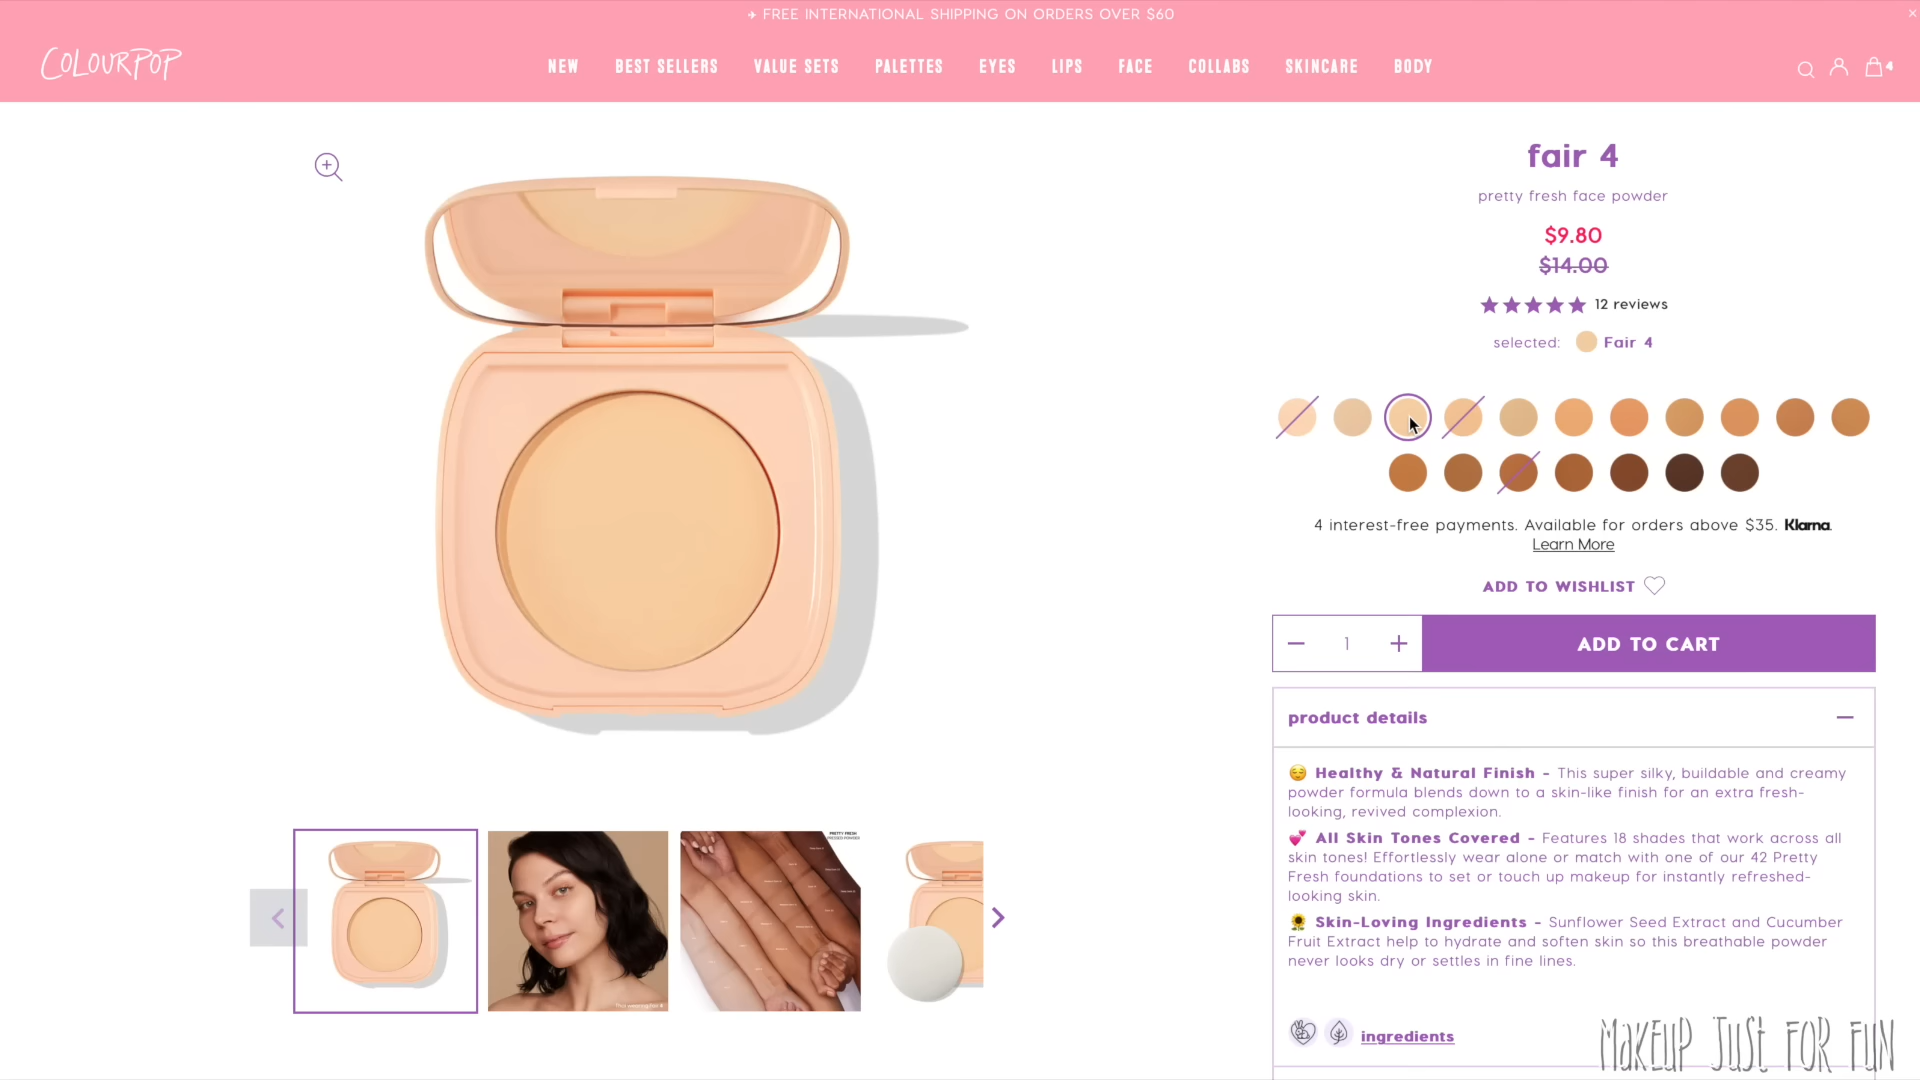 ✈ FREE INTERNATIONAL SHIPPING ON ORDERS OVER $60
COLOURPOP
NEW BEST SELLERS VALUE SETS PALETTES EYES LIPS FACE COLLABS SKINCARE BODY
4
fair 4
pretty fresh face powder
$9.80
$14.00
12 reviews
selected: Fair 4
4 interest-free payments. Available for orders above $35. Klarna.
Learn More
ADD TO WISHLIST
1
ADD TO CART
product details
😌 Healthy & Natural Finish - This super silky, buildable and creamy
powder formula blends down to a skin-like finish for an extra fresh-
looking, revived complexion.
💕 All Skin Tones Covered - Features 18 shades that work across all
skin tones! Effortlessly wear alone or match with one of our 42 Pretty
Fresh foundations to set or touch up makeup for instantly refreshed-
looking skin.
🌻 Skin-Loving Ingredients - Sunflower Seed Extract and Cucumber
Fruit Extract help to hydrate and soften skin so this breathable powder
never looks dry or settles in fine lines.
ingredients
PRETTY FRESH
PRESSED POWDER
MAKEUP JUST FOR FUN